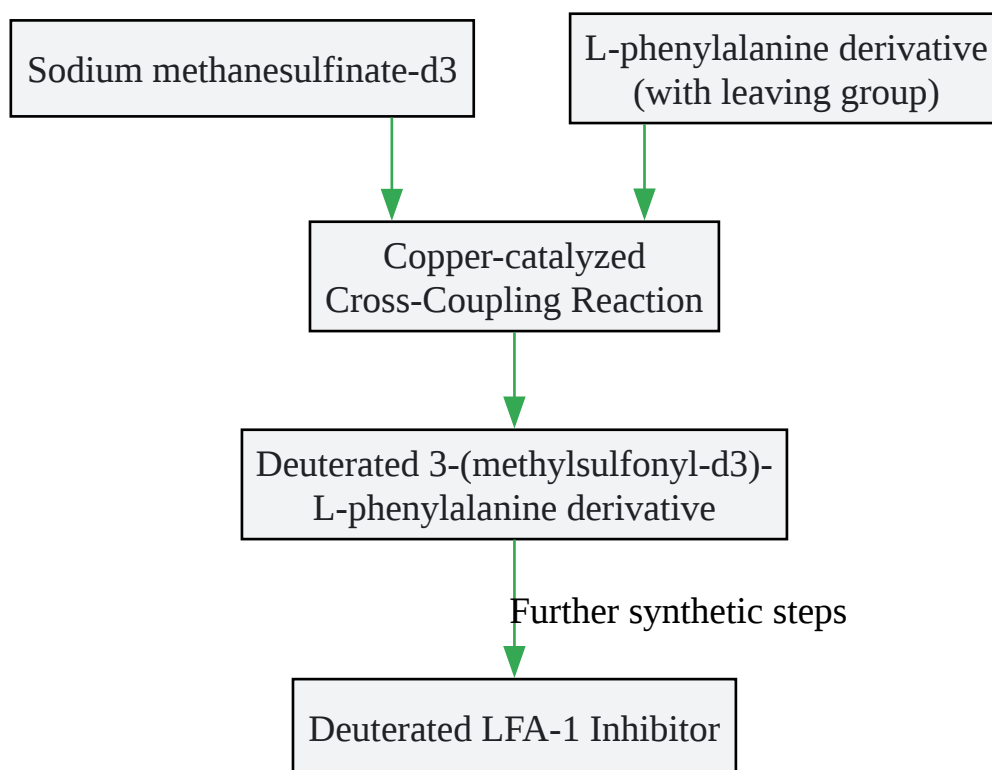 Sodium methanesulfinate-d3
L-phenylalanine derivative
(with leaving group)
Copper-catalyzed
Cross-Coupling Reaction
Deuterated 3-(methylsulfonyl-d3)-
L-phenylalanine derivative
Further synthetic steps
Deuterated LFA-1 Inhibitor